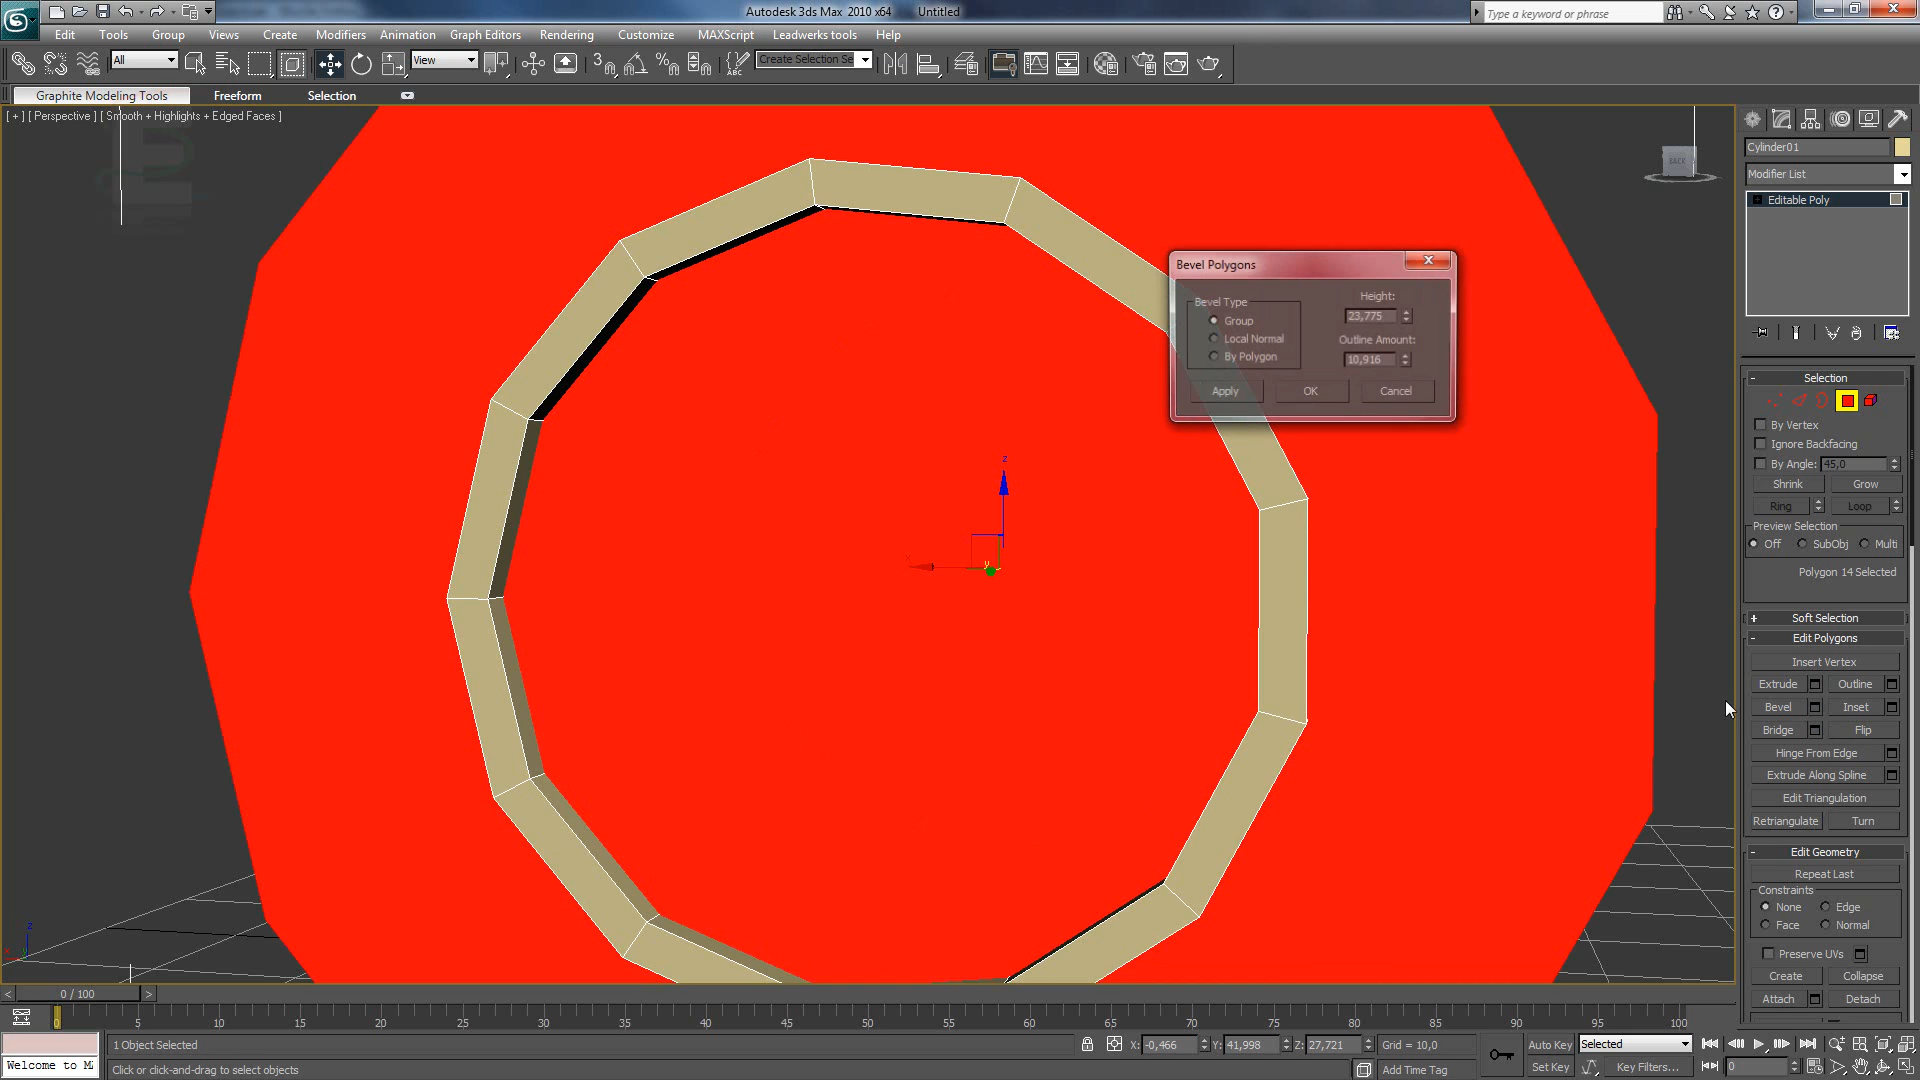 Autodesk 3ds Max 2010 x64 Untitled
Type a keyword or phrase
Edit Tools Group Views Create Modifiers Animation Graph Editors Rendering Customize MAXScript Leadwerks tools Help
All View Create Selection Se
Graphite Modeling Tools Freeform Selection
[ + ] [ Perspective ] [ Smooth + Highlights + Edged Faces ]
BACK
Cylinder01
Modifier List
Editable Poly
Bevel Polygons
Bevel Type
Group
Local Normal
By Polygon
Height:
23,775
Outline Amount:
10,916
Apply OK Cancel
z
x
y
Selection
By Vertex
Ignore Backfacing
By Angle: 45,0
Shrink Grow
Ring Loop
Preview Selection
Off SubObj Multi
Polygon 14 Selected
+ Soft Selection
- Edit Polygons
Insert Vertex
Extrude Outline
Bevel Inset
Bridge Flip
Hinge From Edge
Extrude Along Spline
Edit Triangulation
Retriangulate Turn
- Edit Geometry
Repeat Last
Constraints
None Edge
Face Normal
Preserve UVs
Create Collapse
Attach Detach
z
< 0 / 100 >
0 5 10 15 20 25 30 35 40 45 50 55 60 65 70 75 80 85 90 95 100
1 Object Selected X: -0,466 Y: 41,998 Z: 27,721 Grid = 10,0 Auto Key Selected
Welcome to M Click or click-and-drag to select objects Add Time Tag Set Key Key Filters... 0